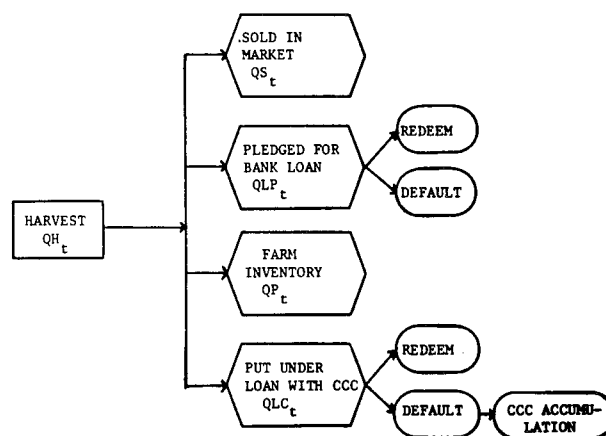 .SOLD IN
MARKET
QS t
PLEDGED FOR
BANK LOAN
QLP t
REDEEM
DEFAULT
HARVEST
QH t
FARM
INVENTORY
QP t
PUT UNDER
LOAN WITH CCC
QLC t
REDEEM
DEFAULT
CCC ACCUMU-
LATION